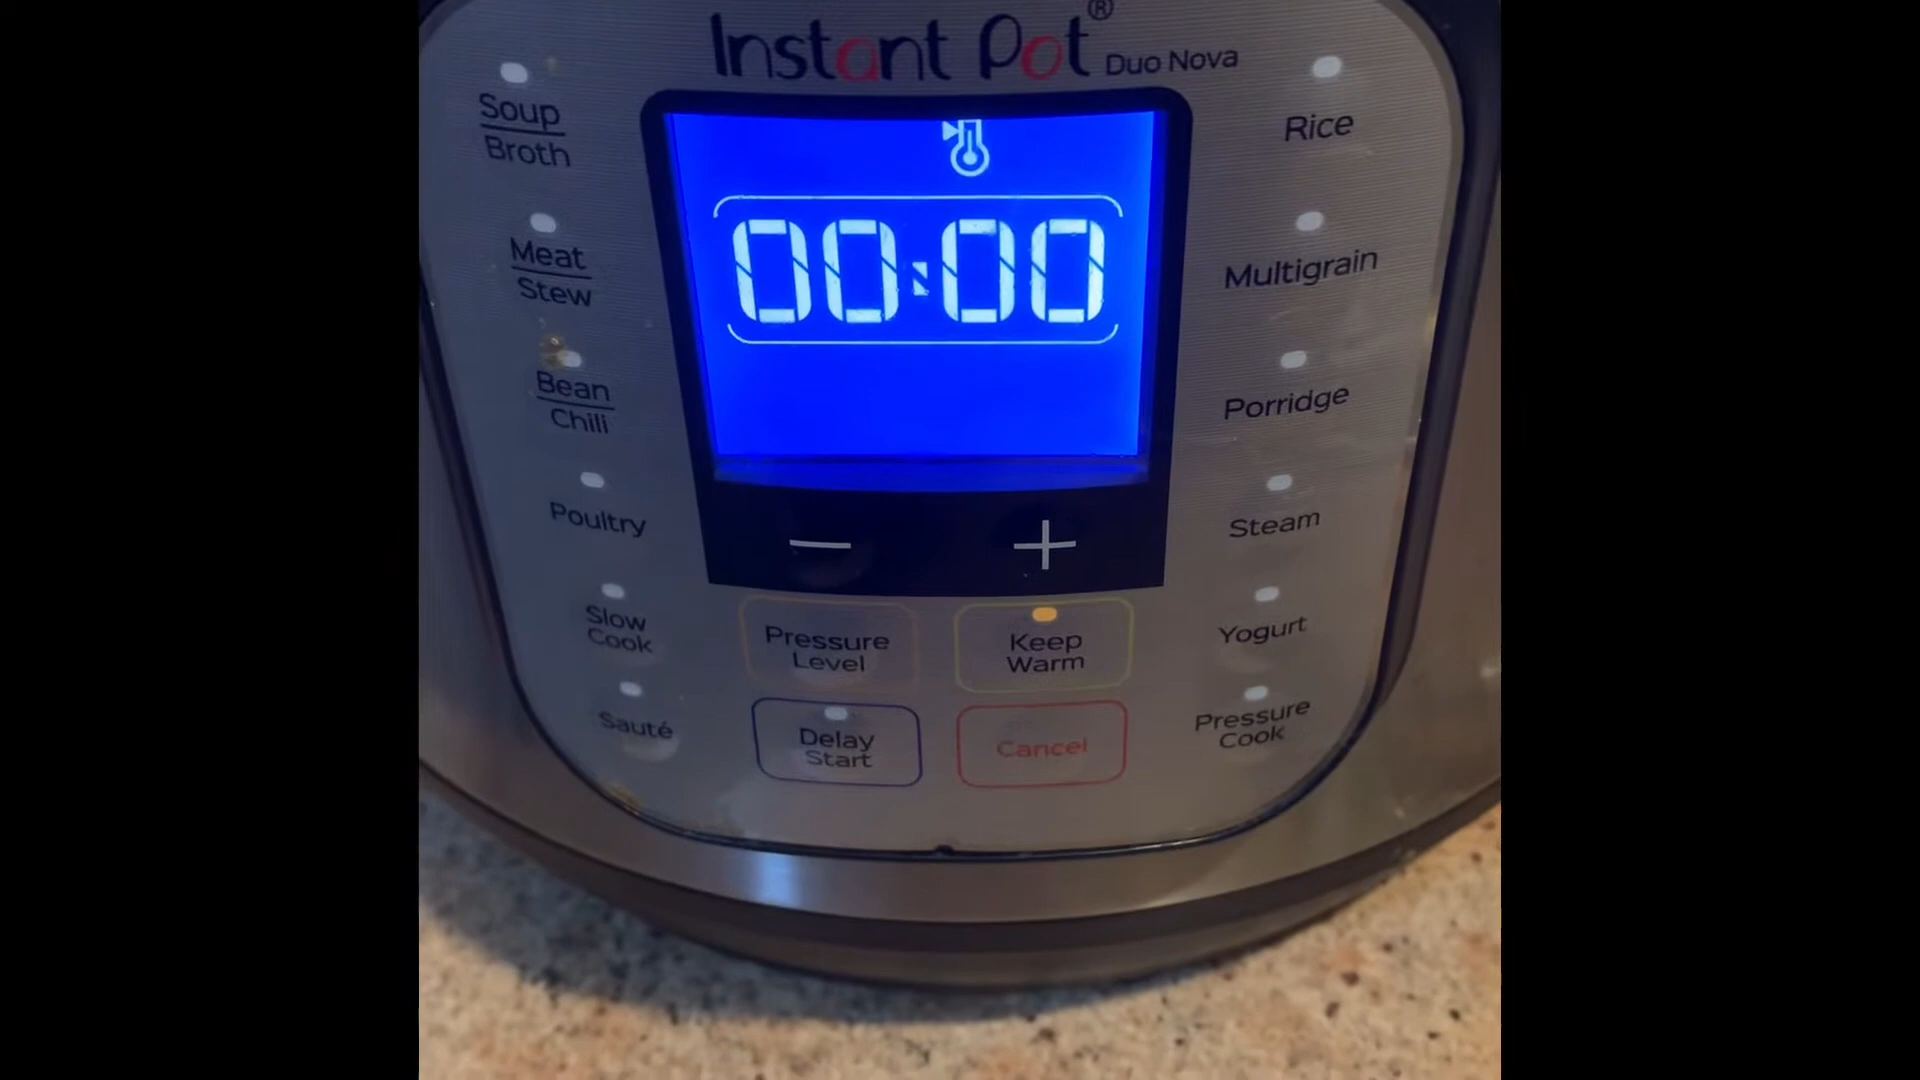 Instant Pot® Duo Nova
Soup
Broth
Meat
Stew
Bean
Chili
Poultry
Slow
Cook
Sauté
00:00
− +
Pressure
Level
Keep
Warm
Delay
Start
Cancel
Rice
Multigrain
Porridge
Steam
Yogurt
Pressure
Cook